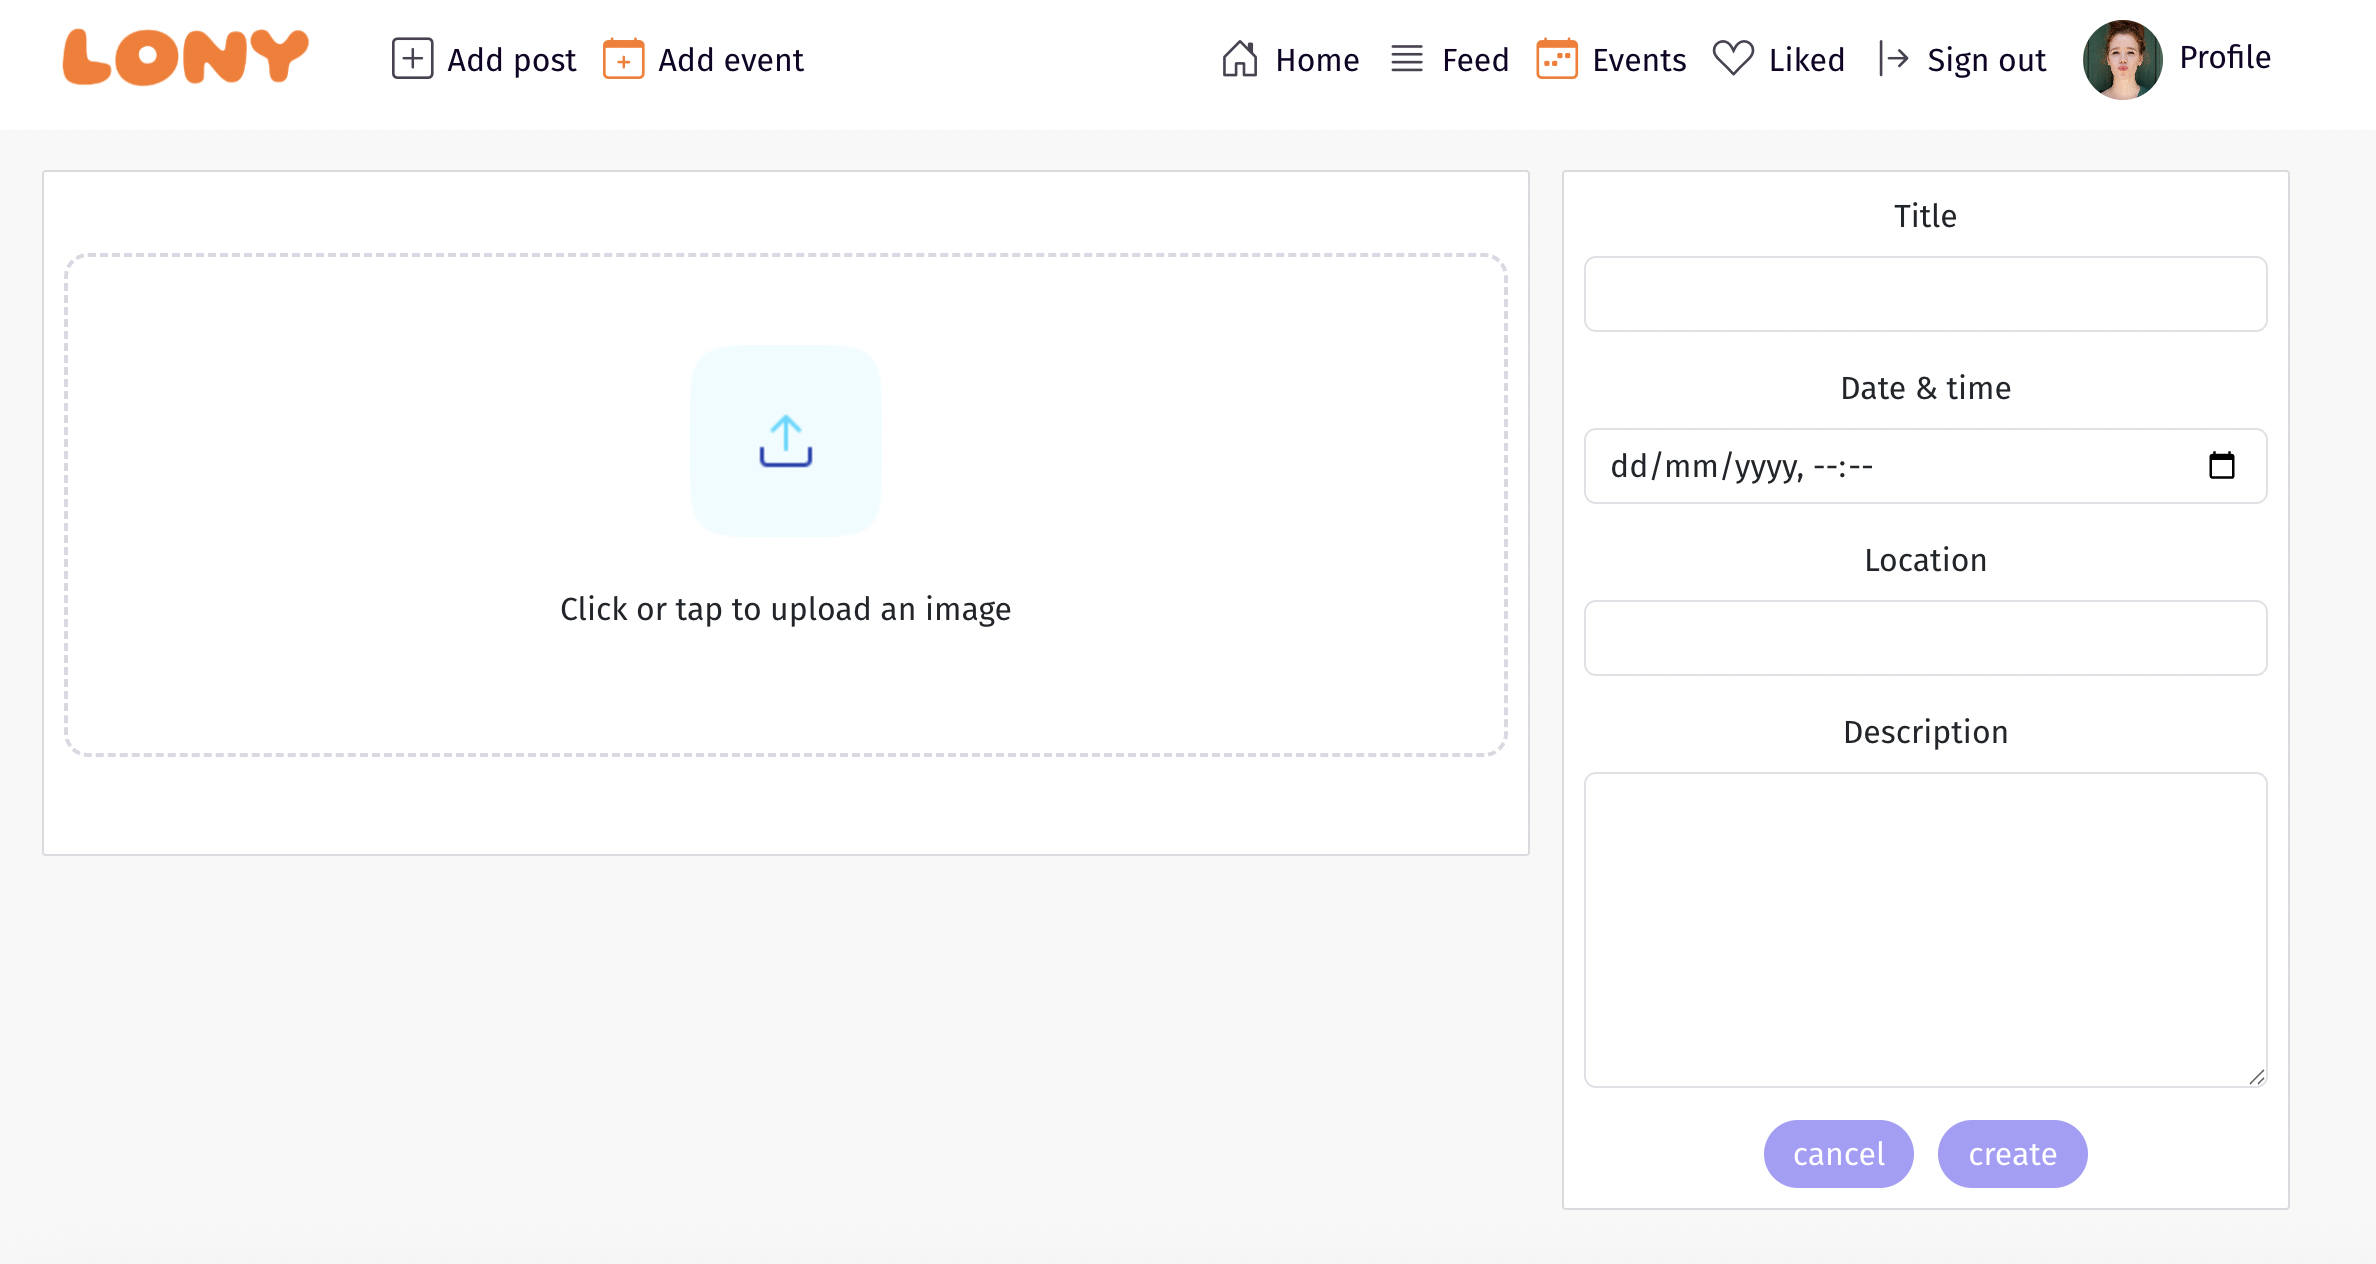 LONY
Add post
Add event
Home
Feed
Events
Liked
Sign out
Profile
Click or tap to upload an image
Title
Date & time
dd/mm/yyyy, --:--
Location
Description
cancel
create